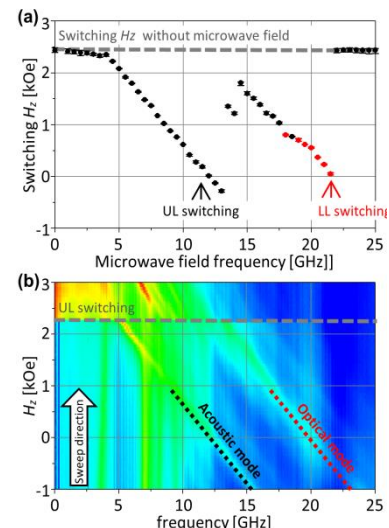 (a)
Switching Hz without microwave field
Switching Hz [kOe]
3
2
1
0
-1
UL switching
LL switching
0 5 10 15 20 25
Microwave field frequency [GHz]]
(b)
UL switching
Hz [kOe]
3
2
1
0
-1
Sweep direction
Acoustic mode
Optical mode
0 5 10 15 20 25
frequency [GHz]